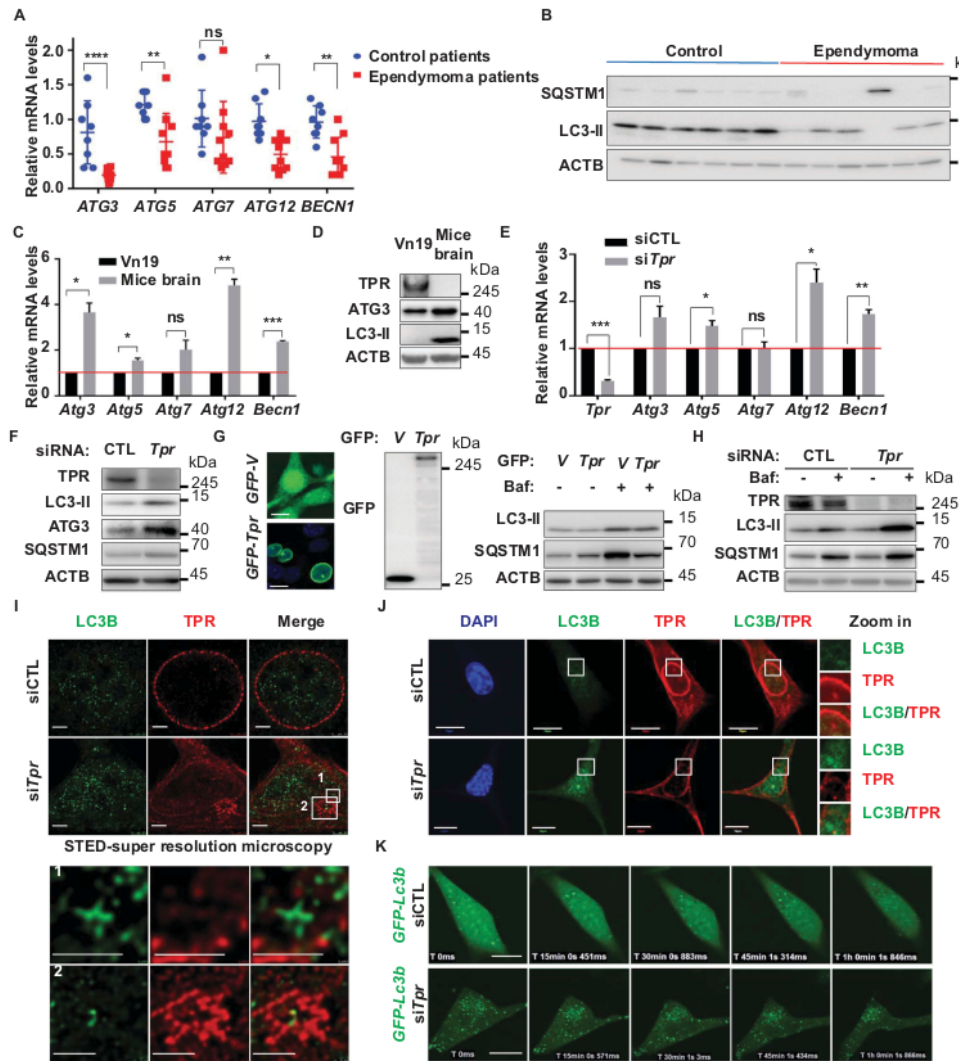 A
Relative mRNA levels
2.0
1.5
1.0
0.5
0.0
**** ** ns * **
Control patients
Ependymoma patients
ATG3 ATG5 ATG7 ATG12 BECN1
B
Control Ependymoma
k
SQSTM1
LC3-II
ACTB
C
Relative mRNA levels
6
4
2
0
Vn19
Mice brain
* * ns ** ***
Atg3 Atg5 Atg7 Atg12 Becn1
D
Vn19 Mice brain
kDa
TPR 245
ATG3 40
LC3-II 15
ACTB 45
E
Relative mRNA levels
3
2
1
0
siCTL
siTpr
*** ns * ns * **
Tpr Atg3 Atg5 Atg7 Atg12 Becn1
F
siRNA: CTL Tpr
kDa
TPR 245
LC3-II 15
ATG3 40
SQSTM1 70
ACTB 45
G
GFP-V
GFP-Tpr
GFP: V Tpr kDa
245
GFP
25
GFP: V Tpr V Tpr
Baf: - - + + kDa
LC3-II 15
SQSTM1 70
ACTB 45
H
siRNA: CTL Tpr
Baf: - + - + kDa
TPR 245
LC3-II 15
SQSTM1 70
ACTB 45
I
LC3B TPR Merge
siCTL
siTpr
1
2
STED-super resolution microscopy
1
2
J
DAPI LC3B TPR LC3B/TPR Zoom in
siCTL
LC3B
TPR
LC3B/TPR
siTpr
LC3B
TPR
LC3B/TPR
K
GFP-Lc3b
siCTL
T 0ms T 15min 0s 451ms T 30min 0s 883ms T 45min 1s 314ms T 1h 0min 1s 846ms
GFP-Lc3b
siTpr
T 0ms T 15min 0s 571ms T 30min 1s 3ms T 45min 1s 434ms T 1h 0min 1s 866ms